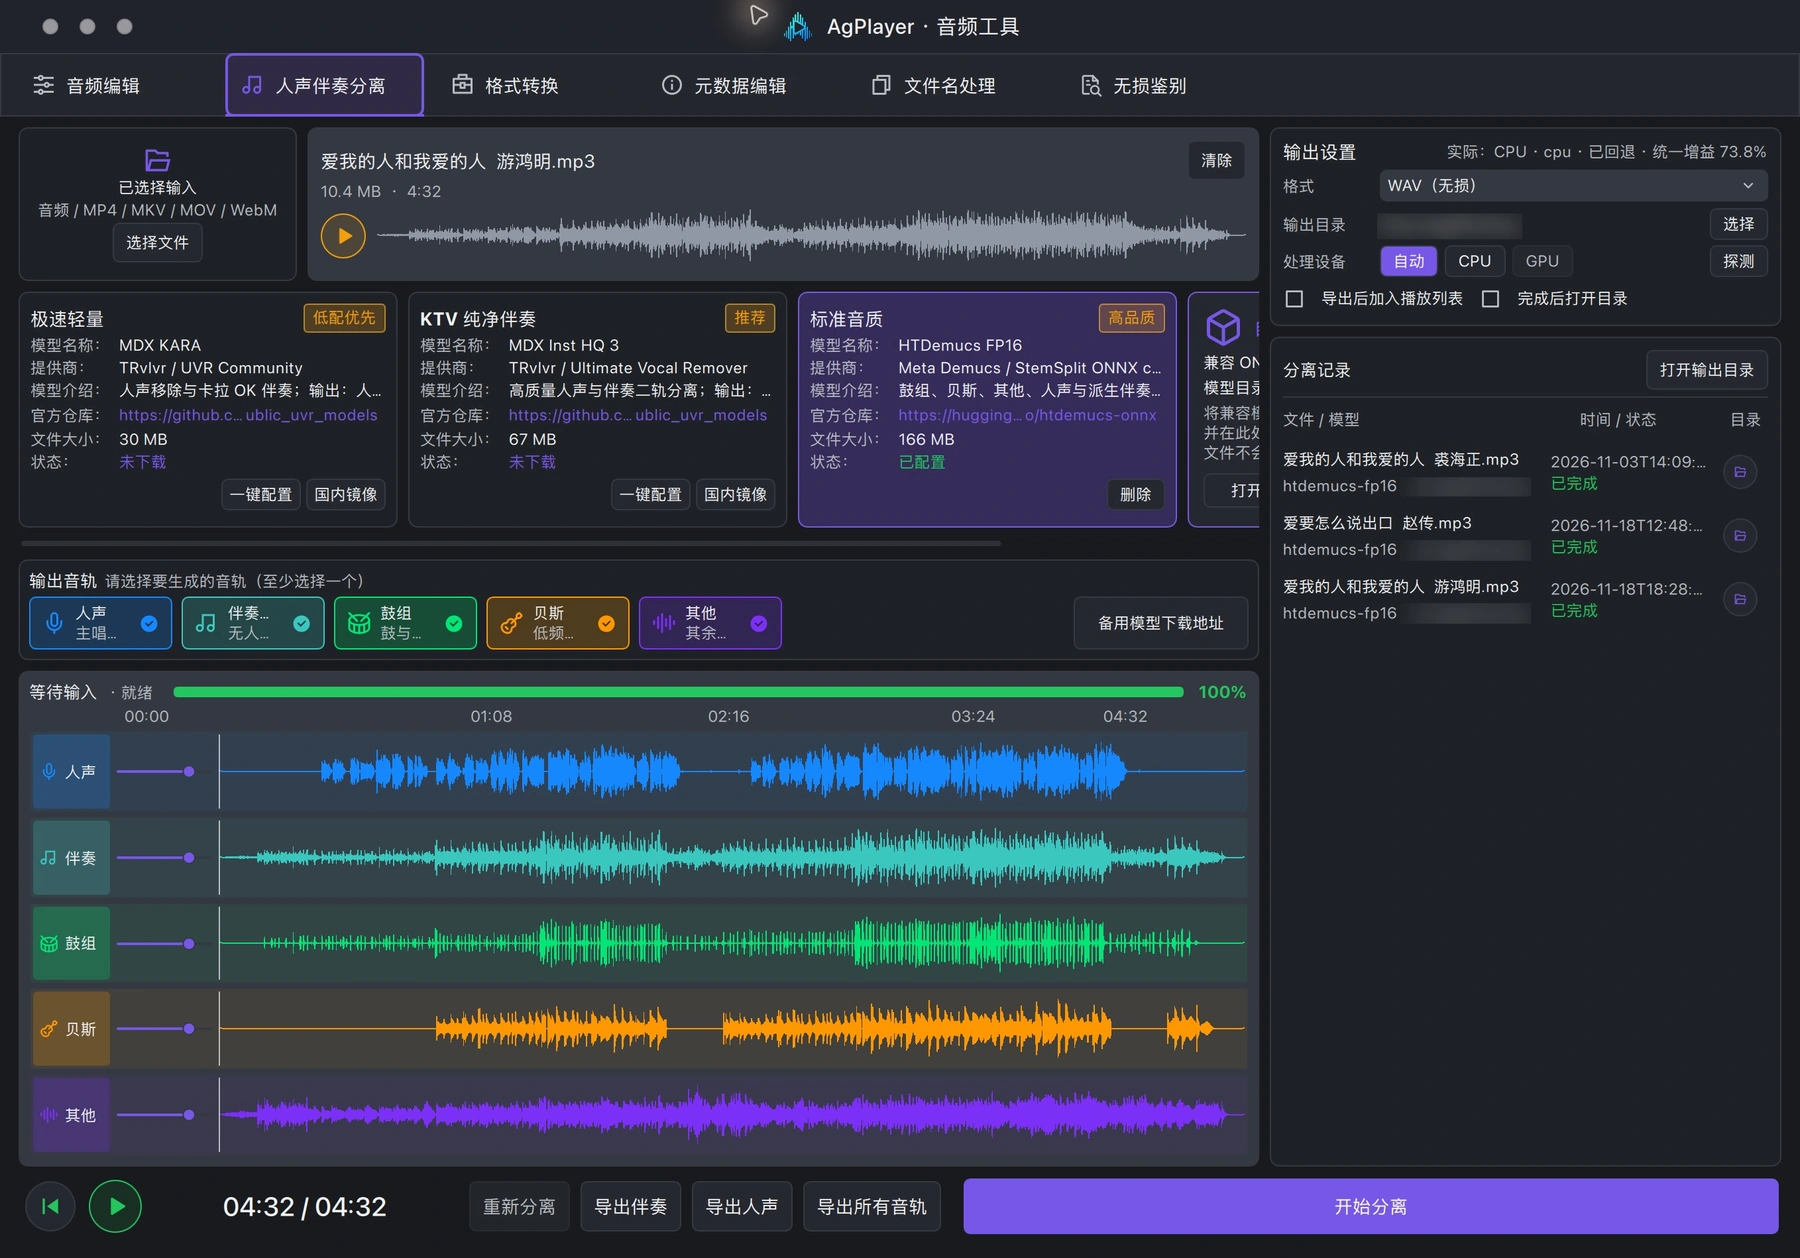 AgPlayer · 音频工具
音频编辑
人声伴奏分离
格式转换
元数据编辑
文件名处理
无损鉴别
已选择输入
音频 / MP4 / MKV / MOV / WebM
选择文件
爱我的人和我爱的人 游鸿明.mp3
清除
10.4 MB · 4:32
极速轻量
低配优先
模型名称： MDX KARA
提供商： TRvlvr / UVR Community
模型介绍： 人声移除与卡拉 OK 伴奏；输出：人...
官方仓库： https://github.c... ublic_uvr_models
文件大小： 30 MB
状态： 未下载
一键配置
国内镜像
KTV 纯净伴奏
推荐
模型名称： MDX Inst HQ 3
提供商： TRvlvr / Ultimate Vocal Remover
模型介绍： 高质量人声与伴奏二轨分离；输出：...
官方仓库： https://github.c... ublic_uvr_models
文件大小： 67 MB
状态： 未下载
一键配置
国内镜像
标准音质
高品质
模型名称： HTDemucs FP16
提供商： Meta Demucs / StemSplit ONNX c...
模型介绍： 鼓组、贝斯、其他、人声与派生伴奏...
官方仓库： https://hugging... o/htdemucs-onnx
文件大小： 166 MB
状态： 已配置
删除
兼容 ON
模型目录
将兼容模
并在此处
文件不会
打开
输出音轨 请选择要生成的音轨（至少选择一个）
人声
主唱...
伴奏...
无人...
鼓组
鼓与...
贝斯
低频...
其他
其余...
备用模型下载地址
等待输入 · 就绪
100%
00:00
01:08
02:16
03:24
04:32
人声
伴奏
鼓组
贝斯
其他
04:32 / 04:32
重新分离
导出伴奏
导出人声
导出所有音轨
开始分离
输出设置
实际：CPU · cpu · 已回退 · 统一增益 73.8%
格式
WAV（无损）
输出目录
选择
处理设备
自动
CPU
GPU
探测
导出后加入播放列表
完成后打开目录
分离记录
打开输出目录
文件 / 模型
时间 / 状态
目录
爱我的人和我爱的人 裘海正.mp3
2026-11-03T14:09:...
htdemucs-fp16
已完成
爱要怎么说出口 赵传.mp3
2026-11-18T12:48:...
htdemucs-fp16
已完成
爱我的人和我爱的人 游鸿明.mp3
2026-11-18T18:28:...
htdemucs-fp16
已完成